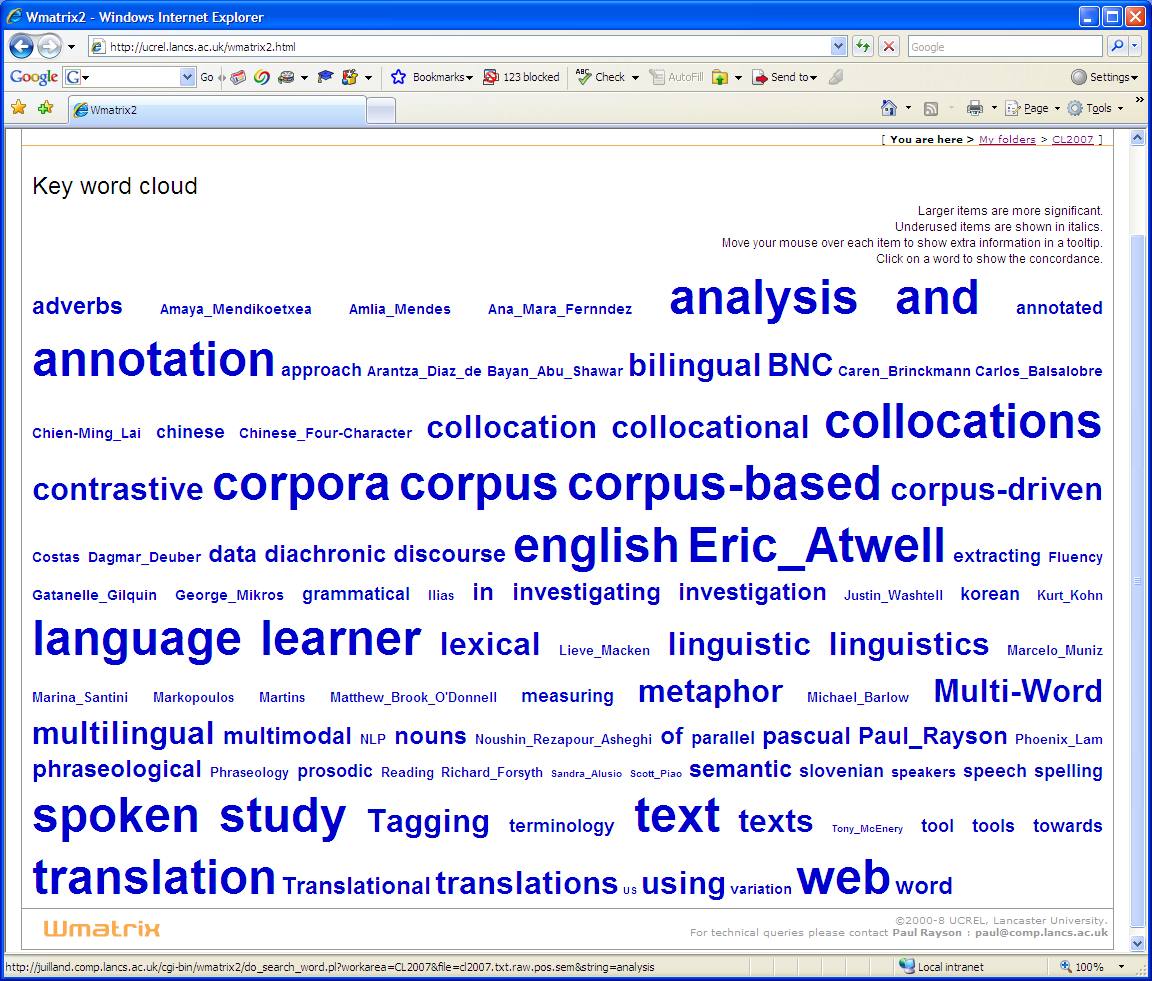 Wmatrix2 - Windows Internet Explorer
http://ucrel.lancs.ac.uk/wmatrix2.html
Google
Google G Go Bookmarks 123 blocked ABC Check AutoFill Send to Settings
Wmatrix2 Page Tools »
[ You are here > My folders > CL2007 ]
Key word cloud
Larger items are more significant.
Underused items are shown in italics.
Move your mouse over each item to show extra information in a tooltip.
Click on a word to show the concordance.
adverbs Amaya_Mendikoetxea Amlia_Mendes Ana_Mara_Fernndez analysis and annotated
annotation approach Arantza_Diaz_de Bayan_Abu_Shawar bilingual BNC Caren_Brinckmann Carlos_Balsalobre
Chien-Ming_Lai chinese Chinese_Four-Character collocation collocational collocations
contrastive corpora corpus corpus-based corpus-driven
Costas Dagmar_Deuber data diachronic discourse english Eric_Atwell extracting Fluency
Gatanelle_Gilquin George_Mikros grammatical Ilias in investigating investigation Justin_Washtell korean Kurt_Kohn
language learner lexical Lieve_Macken linguistic linguistics Marcelo_Muniz
Marina_Santini Markopoulos Martins Matthew_Brook_O'Donnell measuring metaphor Michael_Barlow Multi-Word
multilingual multimodal NLP nouns Noushin_Rezapour_Asheghi of parallel pascual Paul_Rayson Phoenix_Lam
phraseological Phraseology prosodic Reading Richard_Forsyth Sandra_Alusio Scott_Piao semantic slovenian speakers speech spelling
spoken study Tagging terminology text texts Tony_McEnery tool tools towards
translation Translational translations us using variation web word
Wmatrix
©2000-8 UCREL, Lancaster University.
For technical queries please contact Paul Rayson : paul@comp.lancs.ac.uk
http://juilland.comp.lancs.ac.uk/cgi-bin/wmatrix2/do_search_word.pl?workarea=CL2007&file=cl2007.txt.raw.pos.sem&string=analysis Local intranet 100%